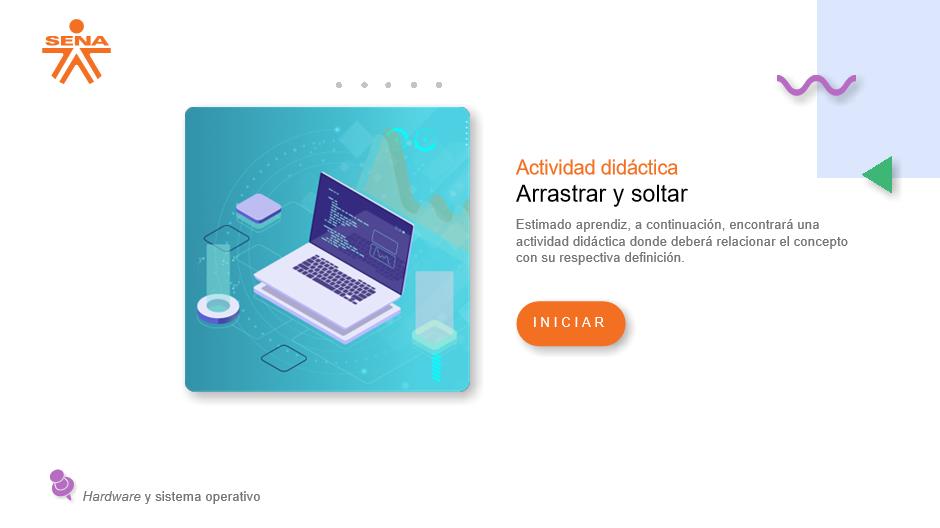 SENA
Actividad didáctica
Arrastrar y soltar
Estimado aprendiz, a continuación, encontrará una
actividad didáctica donde deberá relacionar el concepto
con su respectiva definición.
INICIAR
Hardware y sistema operativo